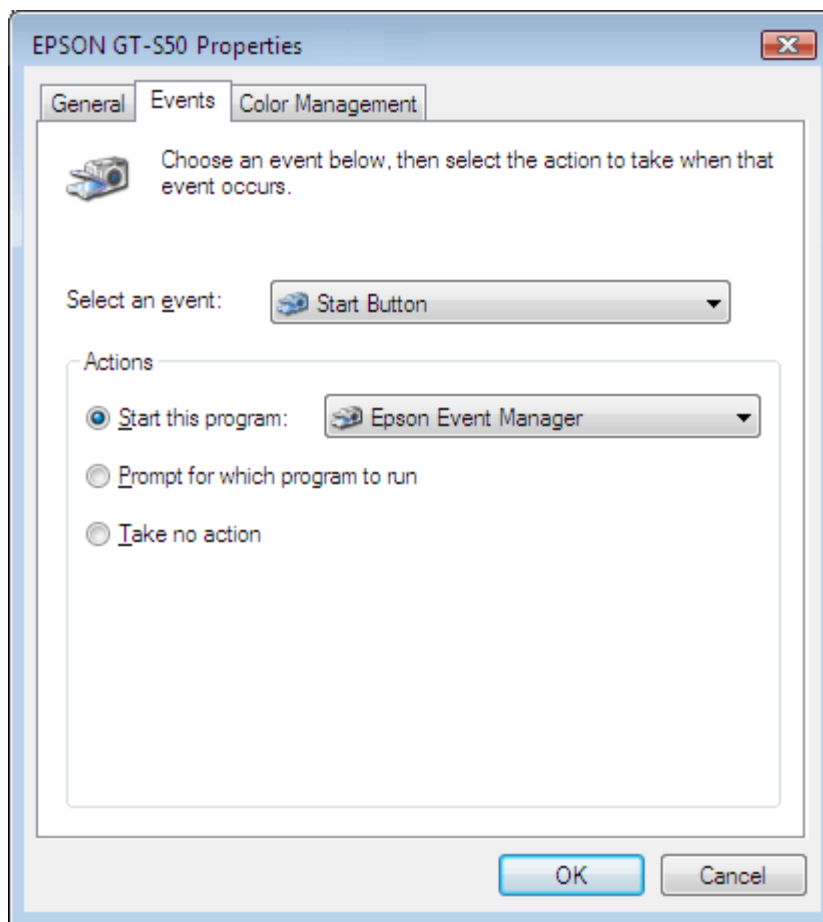 EPSON GT-S50 Properties
General Events Color Management
Choose an event below, then select the action to take when that
event occurs.
Select an event: Start Button
Actions
Start this program: Epson Event Manager
Prompt for which program to run
Take no action
OK Cancel